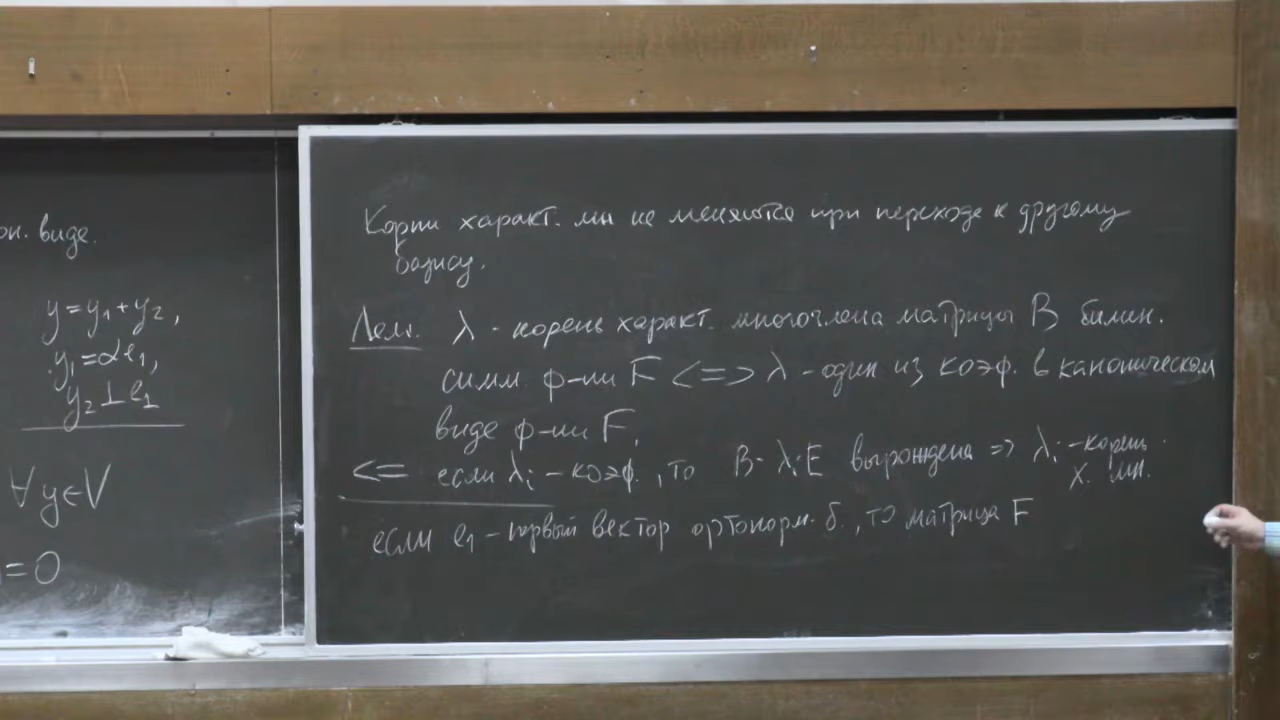 он. виде.
y = y₁ + y₂,
y₁ = αe₁,
y₂ ⊥ e₁
∀ y ∈ V
= 0
Корни характ. мн не меняются при переходе к другому
базису.
Лем. λ - корень характ. многочлена матрицы B билин.
симм ф-ии F <=> λ - один из коэф. в каноническом
виде ф-ии F.
<= если λᵢ - коэф., то B - λᵢE вырождена => λᵢ - корень
х. мн.
если e₁ - первый вектор ортонорм. б., то матрица F